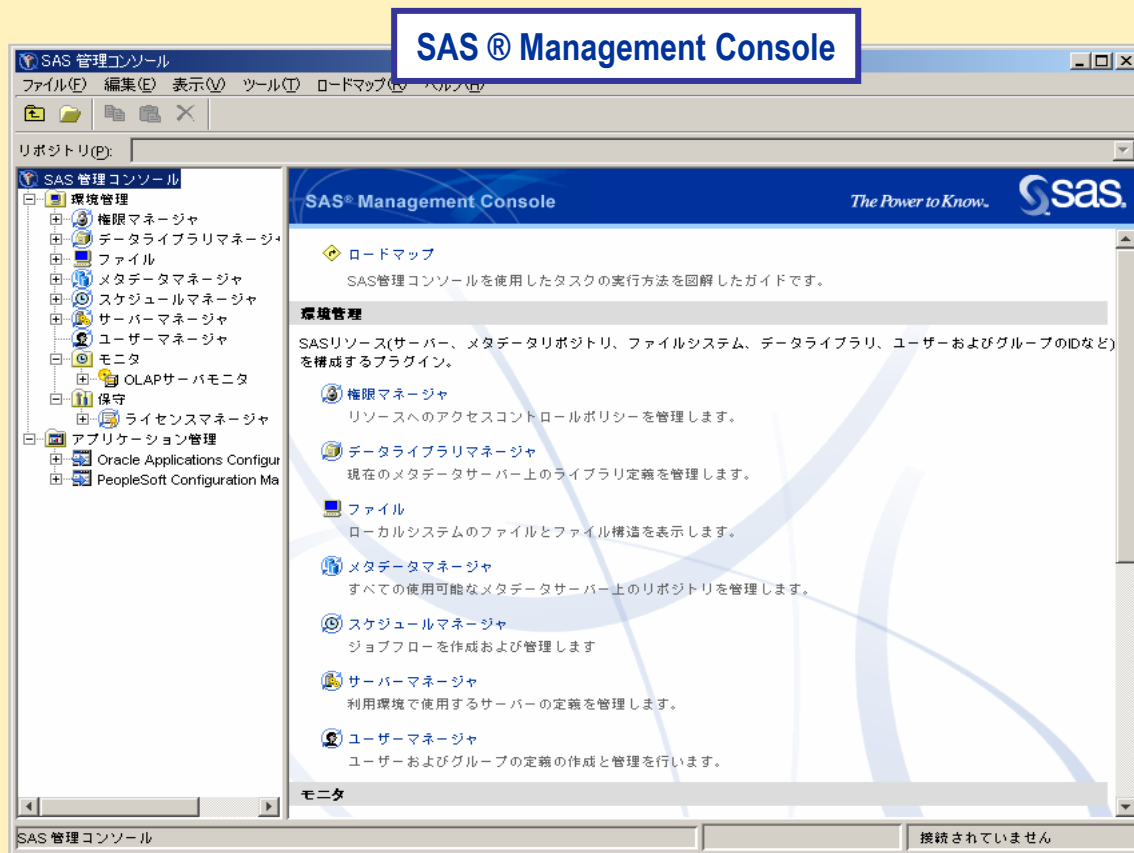 SAS ® Management Console
SAS 管理コンソール
ファイル(F) 編集(E) 表示(V) ツール(T) ロードマップ(R) ヘルプ(H)
リポジトリ(P):
SAS 管理コンソール
環境管理
権限マネージャ
データライブラリマネージ
ファイル
メタデータマネージャ
スケジュールマネージャ
サーバーマネージャ
ユーザーマネージャ
モニタ
OLAPサーバモニタ
保守
ライセンスマネージャ
アプリケーション管理
Oracle Applications Configur
PeopleSoft Configuration Ma
SAS® Management Console
The Power to Know.
sas.
ロードマップ
SAS管理コンソールを使用したタスクの実行方法を図解したガイドです。
環境管理
SASリソース(サーバー、メタデータリポジトリ、ファイルシステム、データライブラリ、ユーザーおよびグループのIDなど)
を構成するプラグイン。
権限マネージャ
リソースへのアクセスコントロールポリシーを管理します。
データライブラリマネージャ
現在のメタデータサーバー上のライブラリ定義を管理します。
ファイル
ローカルシステムのファイルとファイル構造を表示します。
メタデータマネージャ
すべての使用可能なメタデータサーバー上のリポジトリを管理します。
スケジュールマネージャ
ジョブフローを作成および管理します
サーバーマネージャ
利用環境で使用するサーバーの定義を管理します。
ユーザーマネージャ
ユーザーおよびグループの定義の作成と管理を行います。
モニタ
SAS 管理コンソール
接続されていません